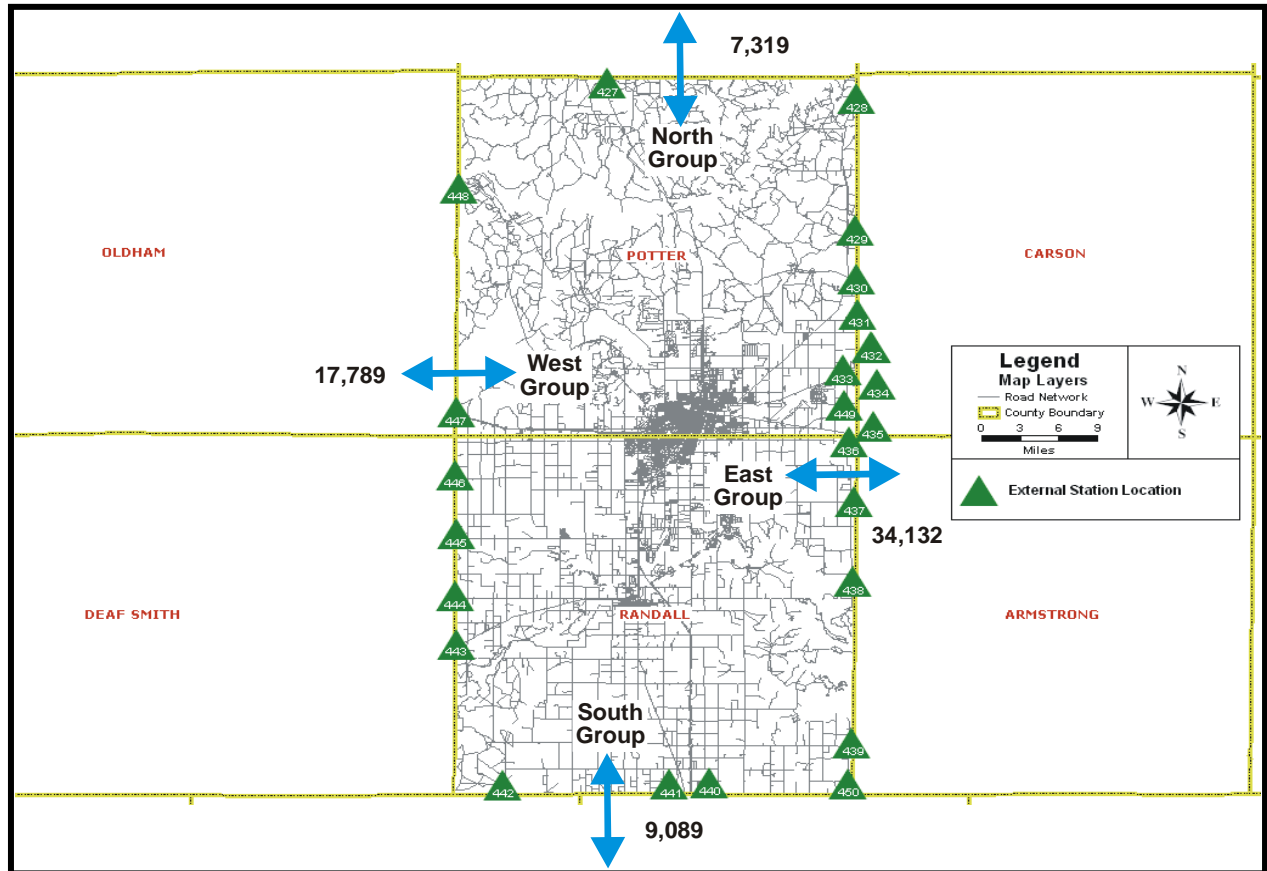 7,319
427
428
North
Group
448
429
OLDHAM
POTTER
CARSON
430
431
432
West
Group
17,789
433
434
449
447
435
436
Legend
Map Layers
Road Network
County Boundary
0 3 6 9
Miles
N
W E
S
External Station Location
East
Group
446
437
34,132
445
438
444
DEAF SMITH
RANDALL
ARMSTRONG
443
South
Group
439
442
441
440
450
9,089